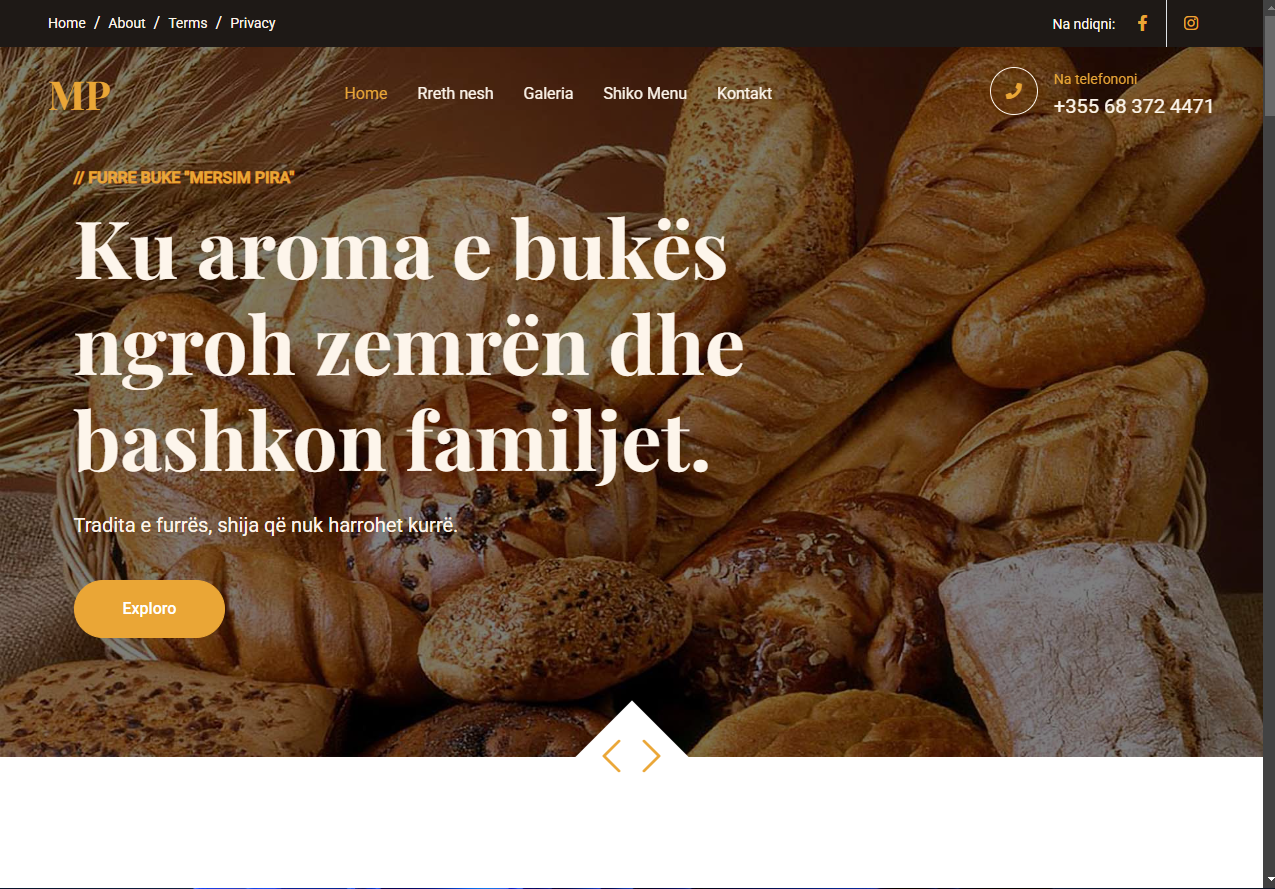 Home / About / Terms / Privacy
Na ndiqni:
MP
Home Rreth nesh Galeria Shiko Menu Kontakt
Na telefononi
+355 68 372 4471
// FURRE BUKE "MERSIM PIRA"
Ku aroma e bukës
ngroh zemrën dhe
bashkon familjet.
Tradita e furrës, shija që nuk harrohet kurrë.
Exploro